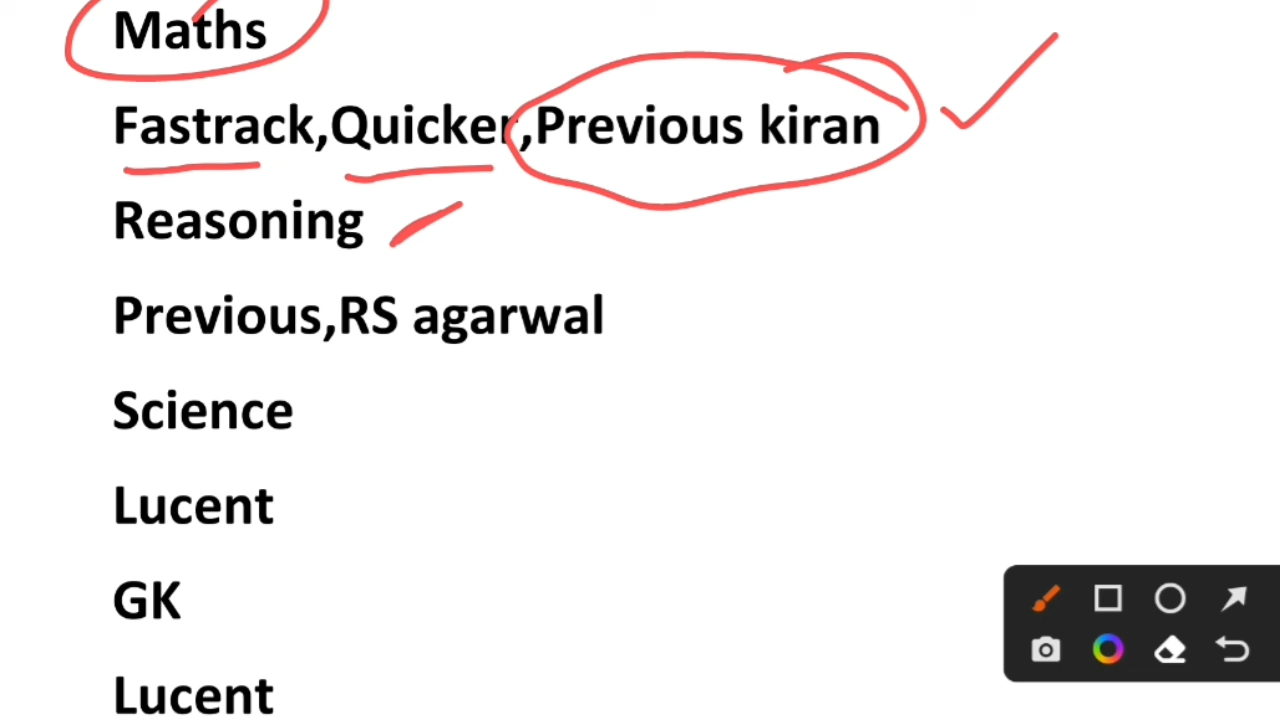 Maths
Fastrack,Quicker,Previous kiran
Reasoning
Previous,RS agarwal
Science
Lucent
GK
Lucent